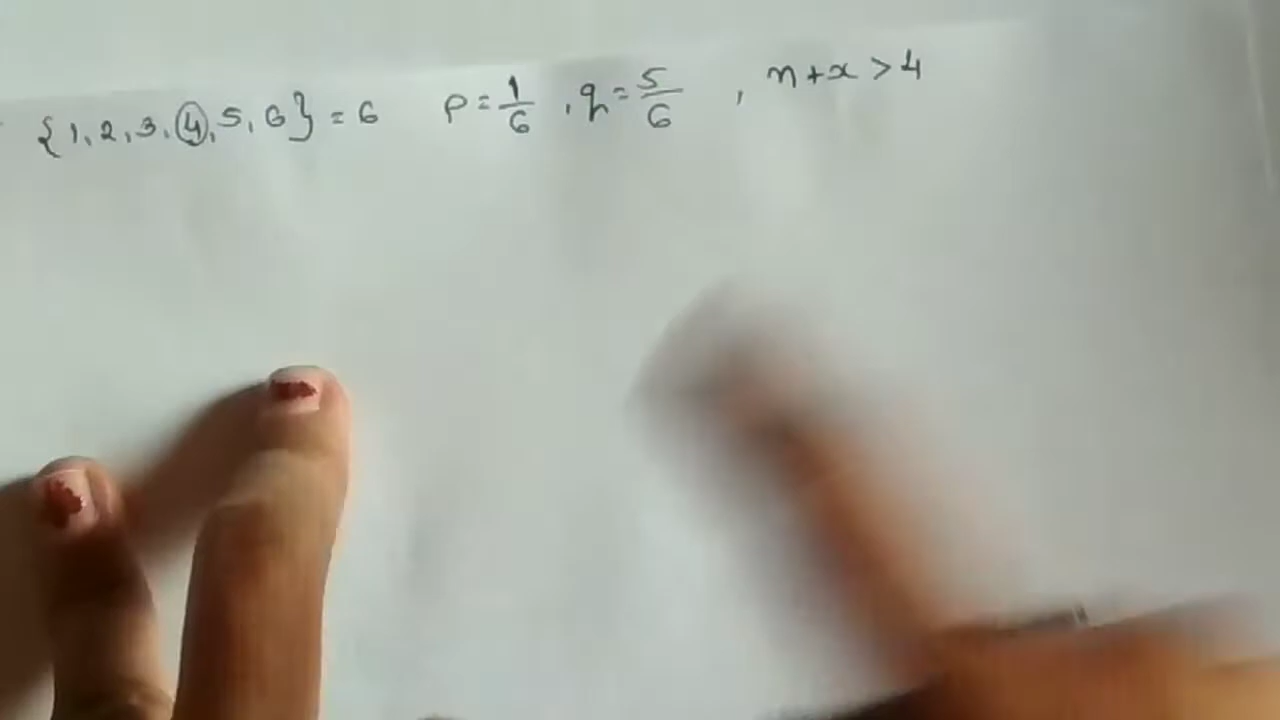 {1, 2, 3, 4, 5, 6} = 6 p = 1/6 , q = 5/6 , n + x > 4